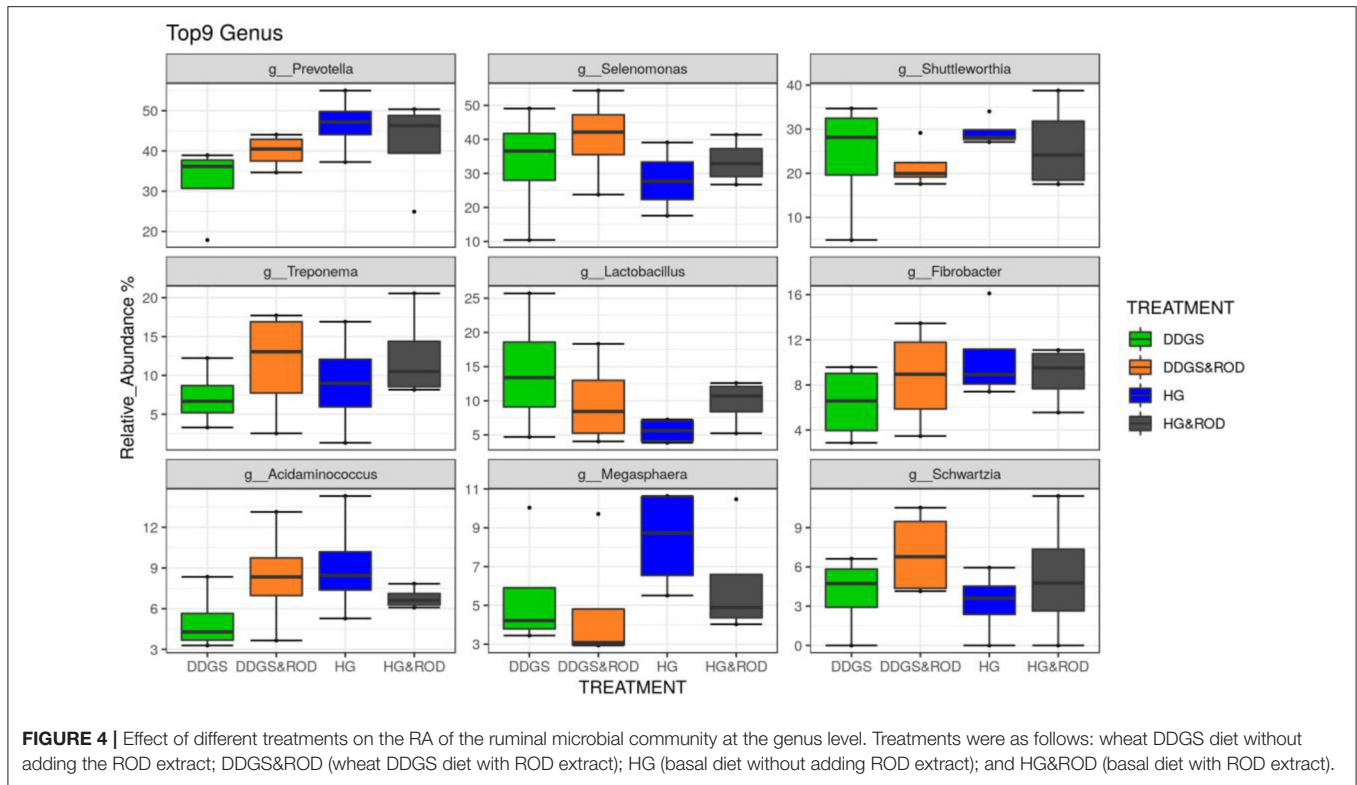 Top9 Genus
g__Prevotella
g__Selenomonas
g__Shuttleworthia
50
40
30
20
50
40
30
20
10
40
30
20
10
g__Treponema
g__Lactobacillus
g__Fibrobacter
20
15
10
5
25
20
15
10
5
16
12
8
4
g__Acidaminococcus
g__Megasphaera
g__Schwartzia
12
9
6
3
11
9
7
5
3
9
6
3
0
Relative_Abundance %
DDGS DDGS&ROD HG HG&ROD
DDGS DDGS&ROD HG HG&ROD
DDGS DDGS&ROD HG HG&ROD
TREATMENT
TREATMENT
DDGS
DDGS&ROD
HG
HG&ROD
FIGURE 4 | Effect of different treatments on the RA of the ruminal microbial community at the genus level. Treatments were as follows: wheat DDGS diet without
adding the ROD extract; DDGS&ROD (wheat DDGS diet with ROD extract); HG (basal diet without adding ROD extract); and HG&ROD (basal diet with ROD extract).